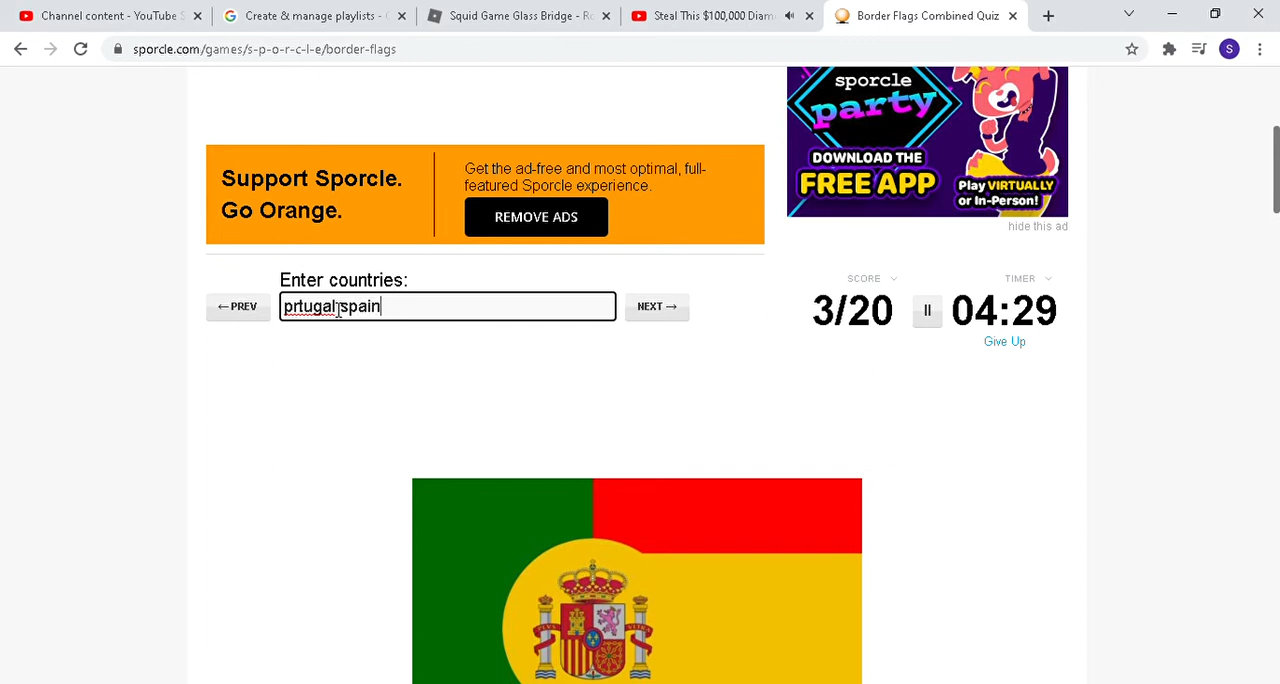 Channel content - YouTube S
Create & manage playlists - G
Squid Game Glass Bridge - Ro
Steal This $100,000 Diam
Border Flags Combined Quiz
sporcle.com/games/s-p-o-r-c-l-e/border-flags
S
sporcle
party
DOWNLOAD THE
FREE APP
Play VIRTUALLY
or In-Person!
hide this ad
Support Sporcle.
Go Orange.
Get the ad-free and most optimal, full-
featured Sporcle experience.
REMOVE ADS
Enter countries:
← PREV
prtugal spain
NEXT →
SCORE
3/20
TIMER
04:29
Give Up